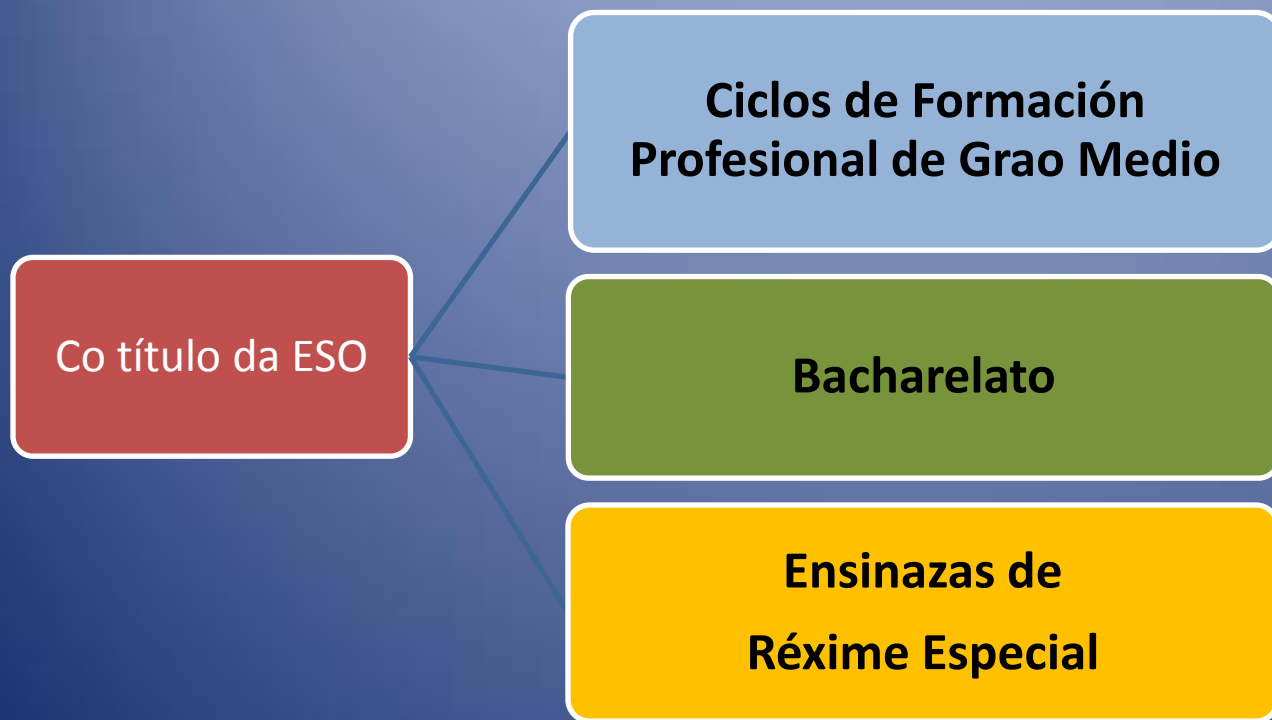 Ciclos de Formación
Profesional de Grao Medio
Co título da ESO
Bacharelato
Ensinazas de
Réxime Especial